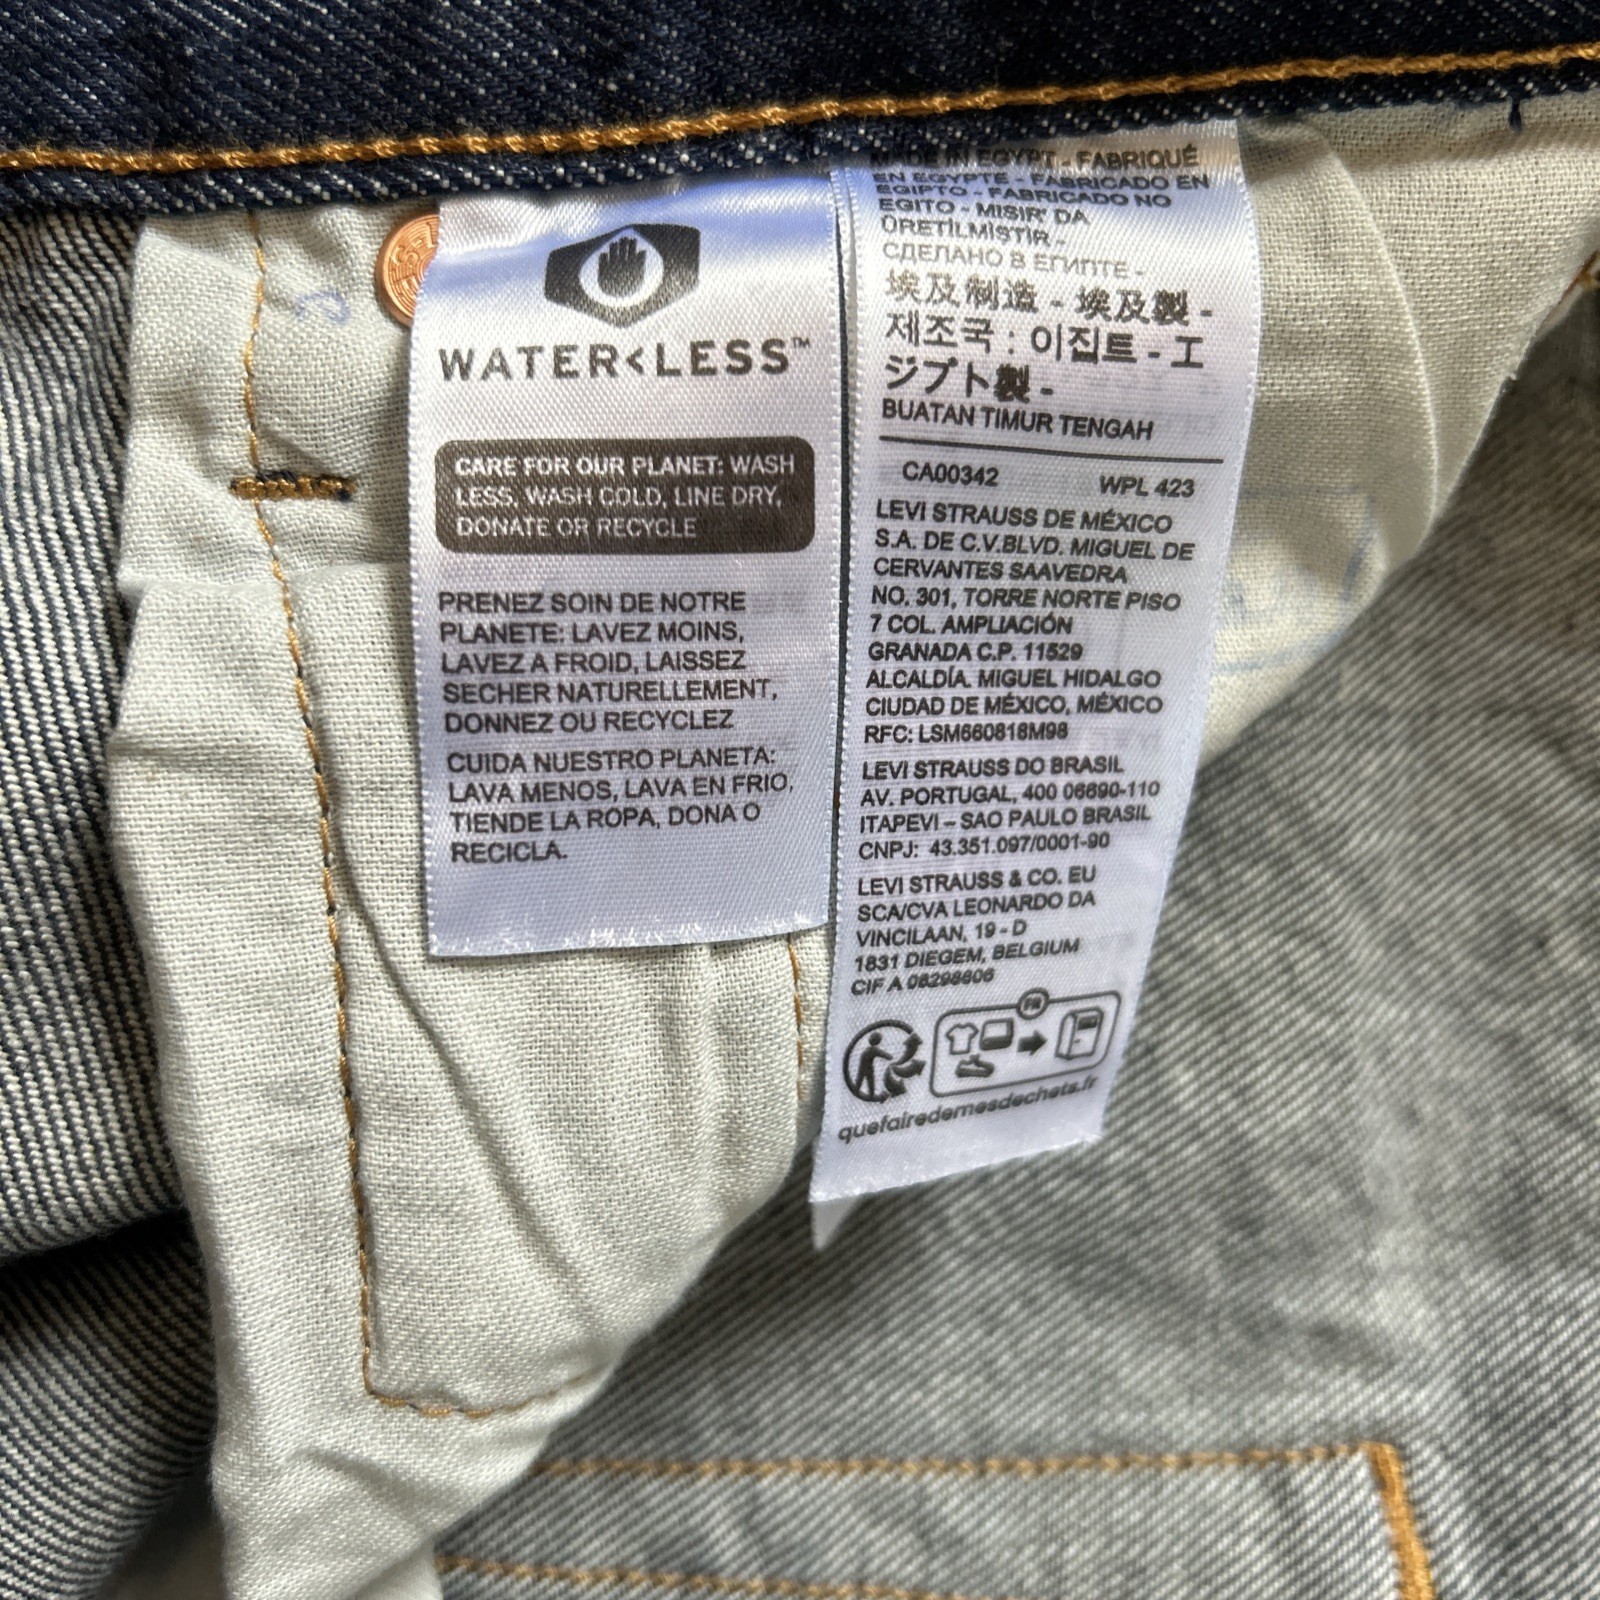 WATER<LESS™
CARE FOR OUR PLANET: WASH
LESS, WASH COLD, LINE DRY,
DONATE OR RECYCLE
PRENEZ SOIN DE NOTRE
PLANETE: LAVEZ MOINS,
LAVEZ A FROID, LAISSEZ
SECHER NATURELLEMENT,
DONNEZ OU RECYCLEZ
CUIDA NUESTRO PLANETA:
LAVA MENOS, LAVA EN FRIO,
TIENDE LA ROPA, DONA O
RECICLA.
MADE IN EGYPT - FABRIQUÉ
EN EGYPTE - FABRICADO EN
EGIPTO - FABRICADO NO
EGITO - MISIR' DA
ÜRETİLMİŞTİR -
СДЕЛАНО В ЕГИПТЕ -
埃及制造 - 埃及製 -
제조국 : 이집트 - エ
ジプト製 -
BUATAN TIMUR TENGAH
CA00342 WPL 423
LEVI STRAUSS DE MÉXICO
S.A. DE C.V.BLVD. MIGUEL DE
CERVANTES SAAVEDRA
NO. 301, TORRE NORTE PISO
7 COL. AMPLIACIÓN
GRANADA C.P. 11529
ALCALDÍA. MIGUEL HIDALGO
CIUDAD DE MÉXICO, MÉXICO
RFC: LSM660818M98
LEVI STRAUSS DO BRASIL
AV. PORTUGAL, 400 06690-110
ITAPEVI – SAO PAULO BRASIL
CNPJ: 43.351.097/0001-90
LEVI STRAUSS & CO. EU
SCA/CVA LEONARDO DA
VINCILAAN, 19 - D
1831 DIEGEM, BELGIUM
CIF A 08298606
FR
quefairedemesdechets.fr